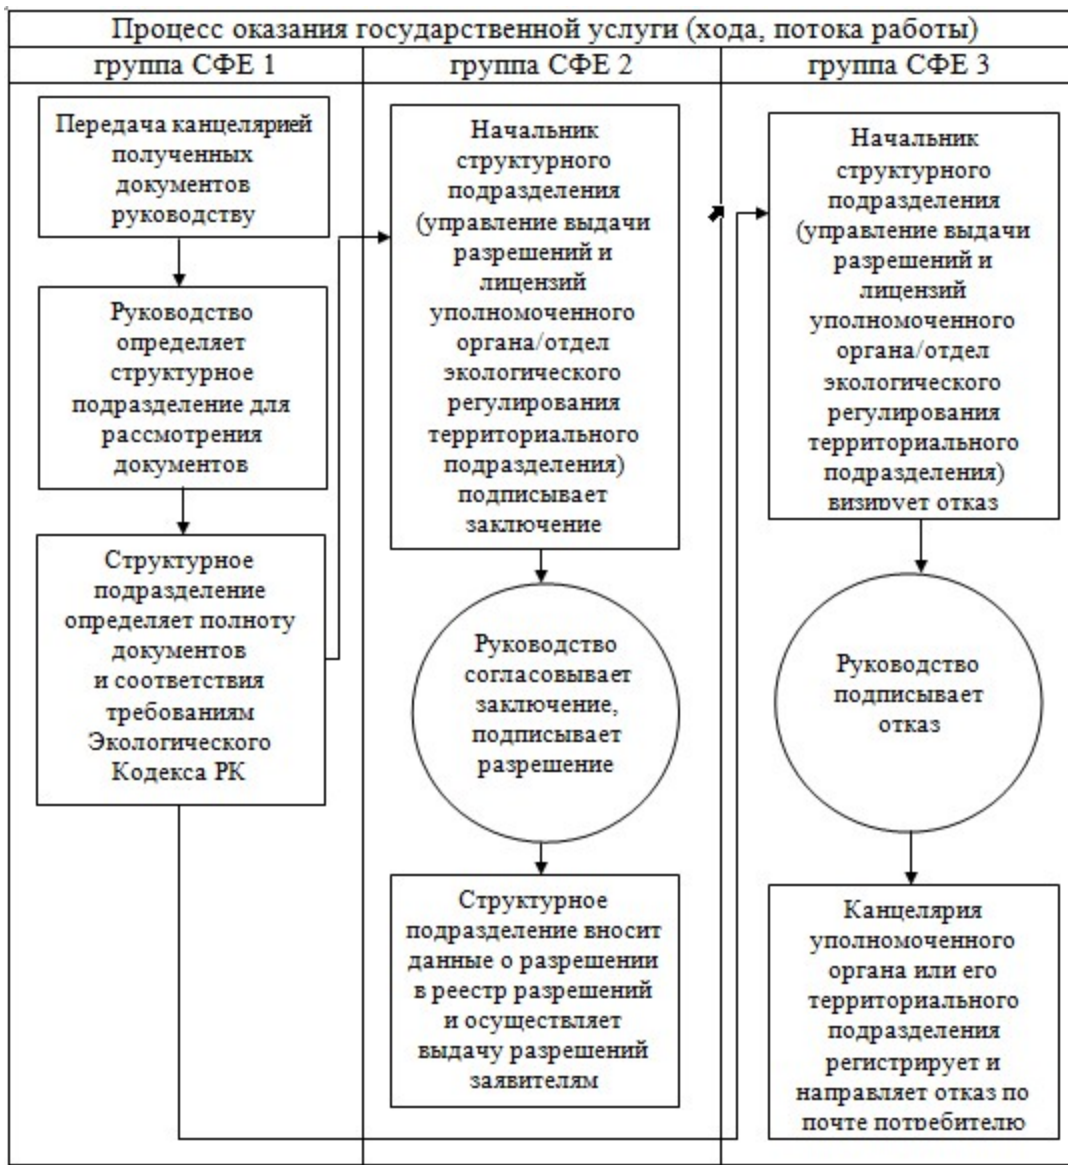 Процесс оказания государственной услуги (хода, потока работы)
группа СФЕ 1
группа СФЕ 2
группа СФЕ 3
Передача канцелярией
полученных
документов
руководству
Руководство
определяет
структурное
подразделение для
рассмотрения
документов
Структурное
подразделение
определяет полноту
документов
и соответствия
требованиям
Экологического
Кодекса РК
Начальник
структурного
подразделения
(управление выдачи
разрешений и
лицензий
уполномоченного
органа/отдел
экологического
регулирования
территориального
подразделения)
подписывает
заключение
Руководство
согласовывает
заключение,
подписывает
разрешение
Структурное
подразделение вносит
данные о разрешении
в реестр разрешений
и осуществляет
выдачу разрешений
заявителям
Начальник
структурного
подразделения
(управление выдачи
разрешений и
лицензий
уполномоченного
органа/отдел
экологического
регулирования
территориального
подразделения)
визирует отказ
Руководство
подписывает
отказ
Канцелярия
уполномоченного
органа или его
территориального
подразделения
регистрирует и
направляет отказ по
почте потребителю